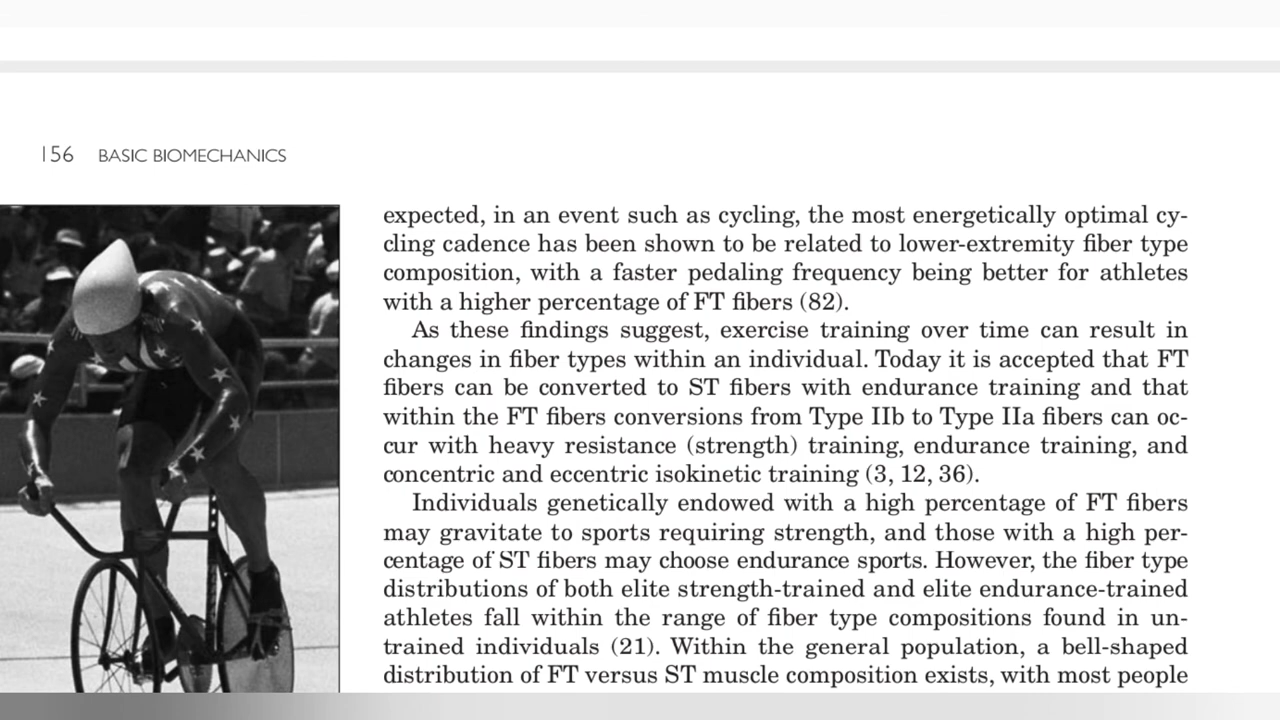 156 BASIC BIOMECHANICS
expected, in an event such as cycling, the most energetically optimal cy-
cling cadence has been shown to be related to lower-extremity fiber type
composition, with a faster pedaling frequency being better for athletes
with a higher percentage of FT fibers (82).
As these findings suggest, exercise training over time can result in
changes in fiber types within an individual. Today it is accepted that FT
fibers can be converted to ST fibers with endurance training and that
within the FT fibers conversions from Type IIb to Type IIa fibers can oc-
cur with heavy resistance (strength) training, endurance training, and
concentric and eccentric isokinetic training (3, 12, 36).
Individuals genetically endowed with a high percentage of FT fibers
may gravitate to sports requiring strength, and those with a high per-
centage of ST fibers may choose endurance sports. However, the fiber type
distributions of both elite strength-trained and elite endurance-trained
athletes fall within the range of fiber type compositions found in un-
trained individuals (21). Within the general population, a bell-shaped
distribution of FT versus ST muscle composition exists, with most people